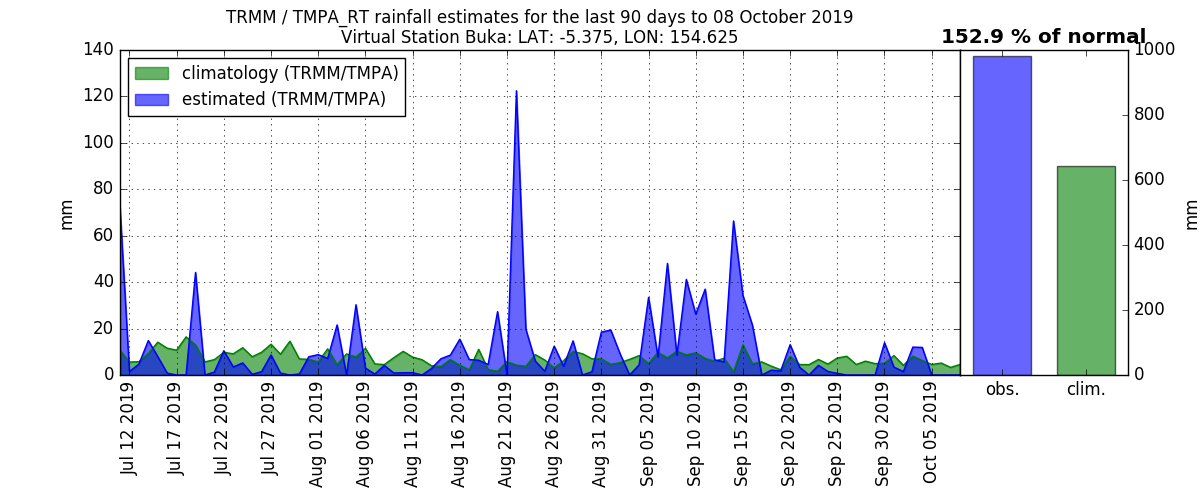 TRMM / TMPA_RT rainfall estimates for the last 90 days to 08 October 2019
Virtual Station Buka: LAT: -5.375, LON: 154.625
152.9 % of normal
climatology (TRMM/TMPA)
estimated (TRMM/TMPA)
mm
140
120
100
80
60
40
20
0
Jul 12 2019
Jul 17 2019
Jul 22 2019
Jul 27 2019
Aug 01 2019
Aug 06 2019
Aug 11 2019
Aug 16 2019
Aug 21 2019
Aug 26 2019
Aug 31 2019
Sep 05 2019
Sep 10 2019
Sep 15 2019
Sep 20 2019
Sep 25 2019
Sep 30 2019
Oct 05 2019
obs.
clim.
1000
800
600
400
200
0
mm